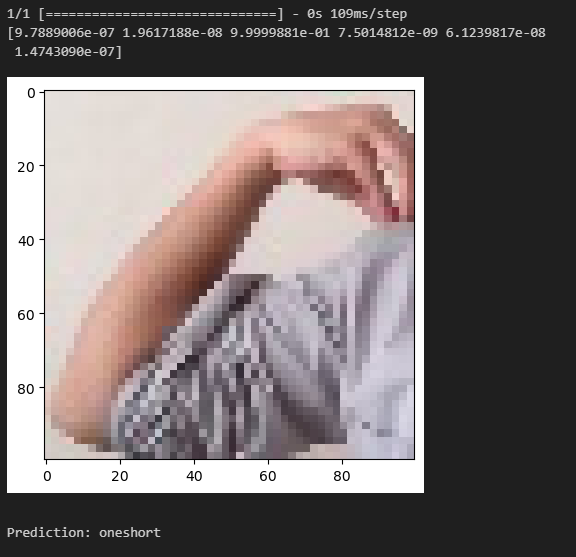 1/1 [==============================] - 0s 109ms/step
[9.7889006e-07 1.9617188e-08 9.9999881e-01 7.5014812e-09 6.1239817e-08
1.4743090e-07]
0
20
40
60
80
0 20 40 60 80
Prediction: oneshort